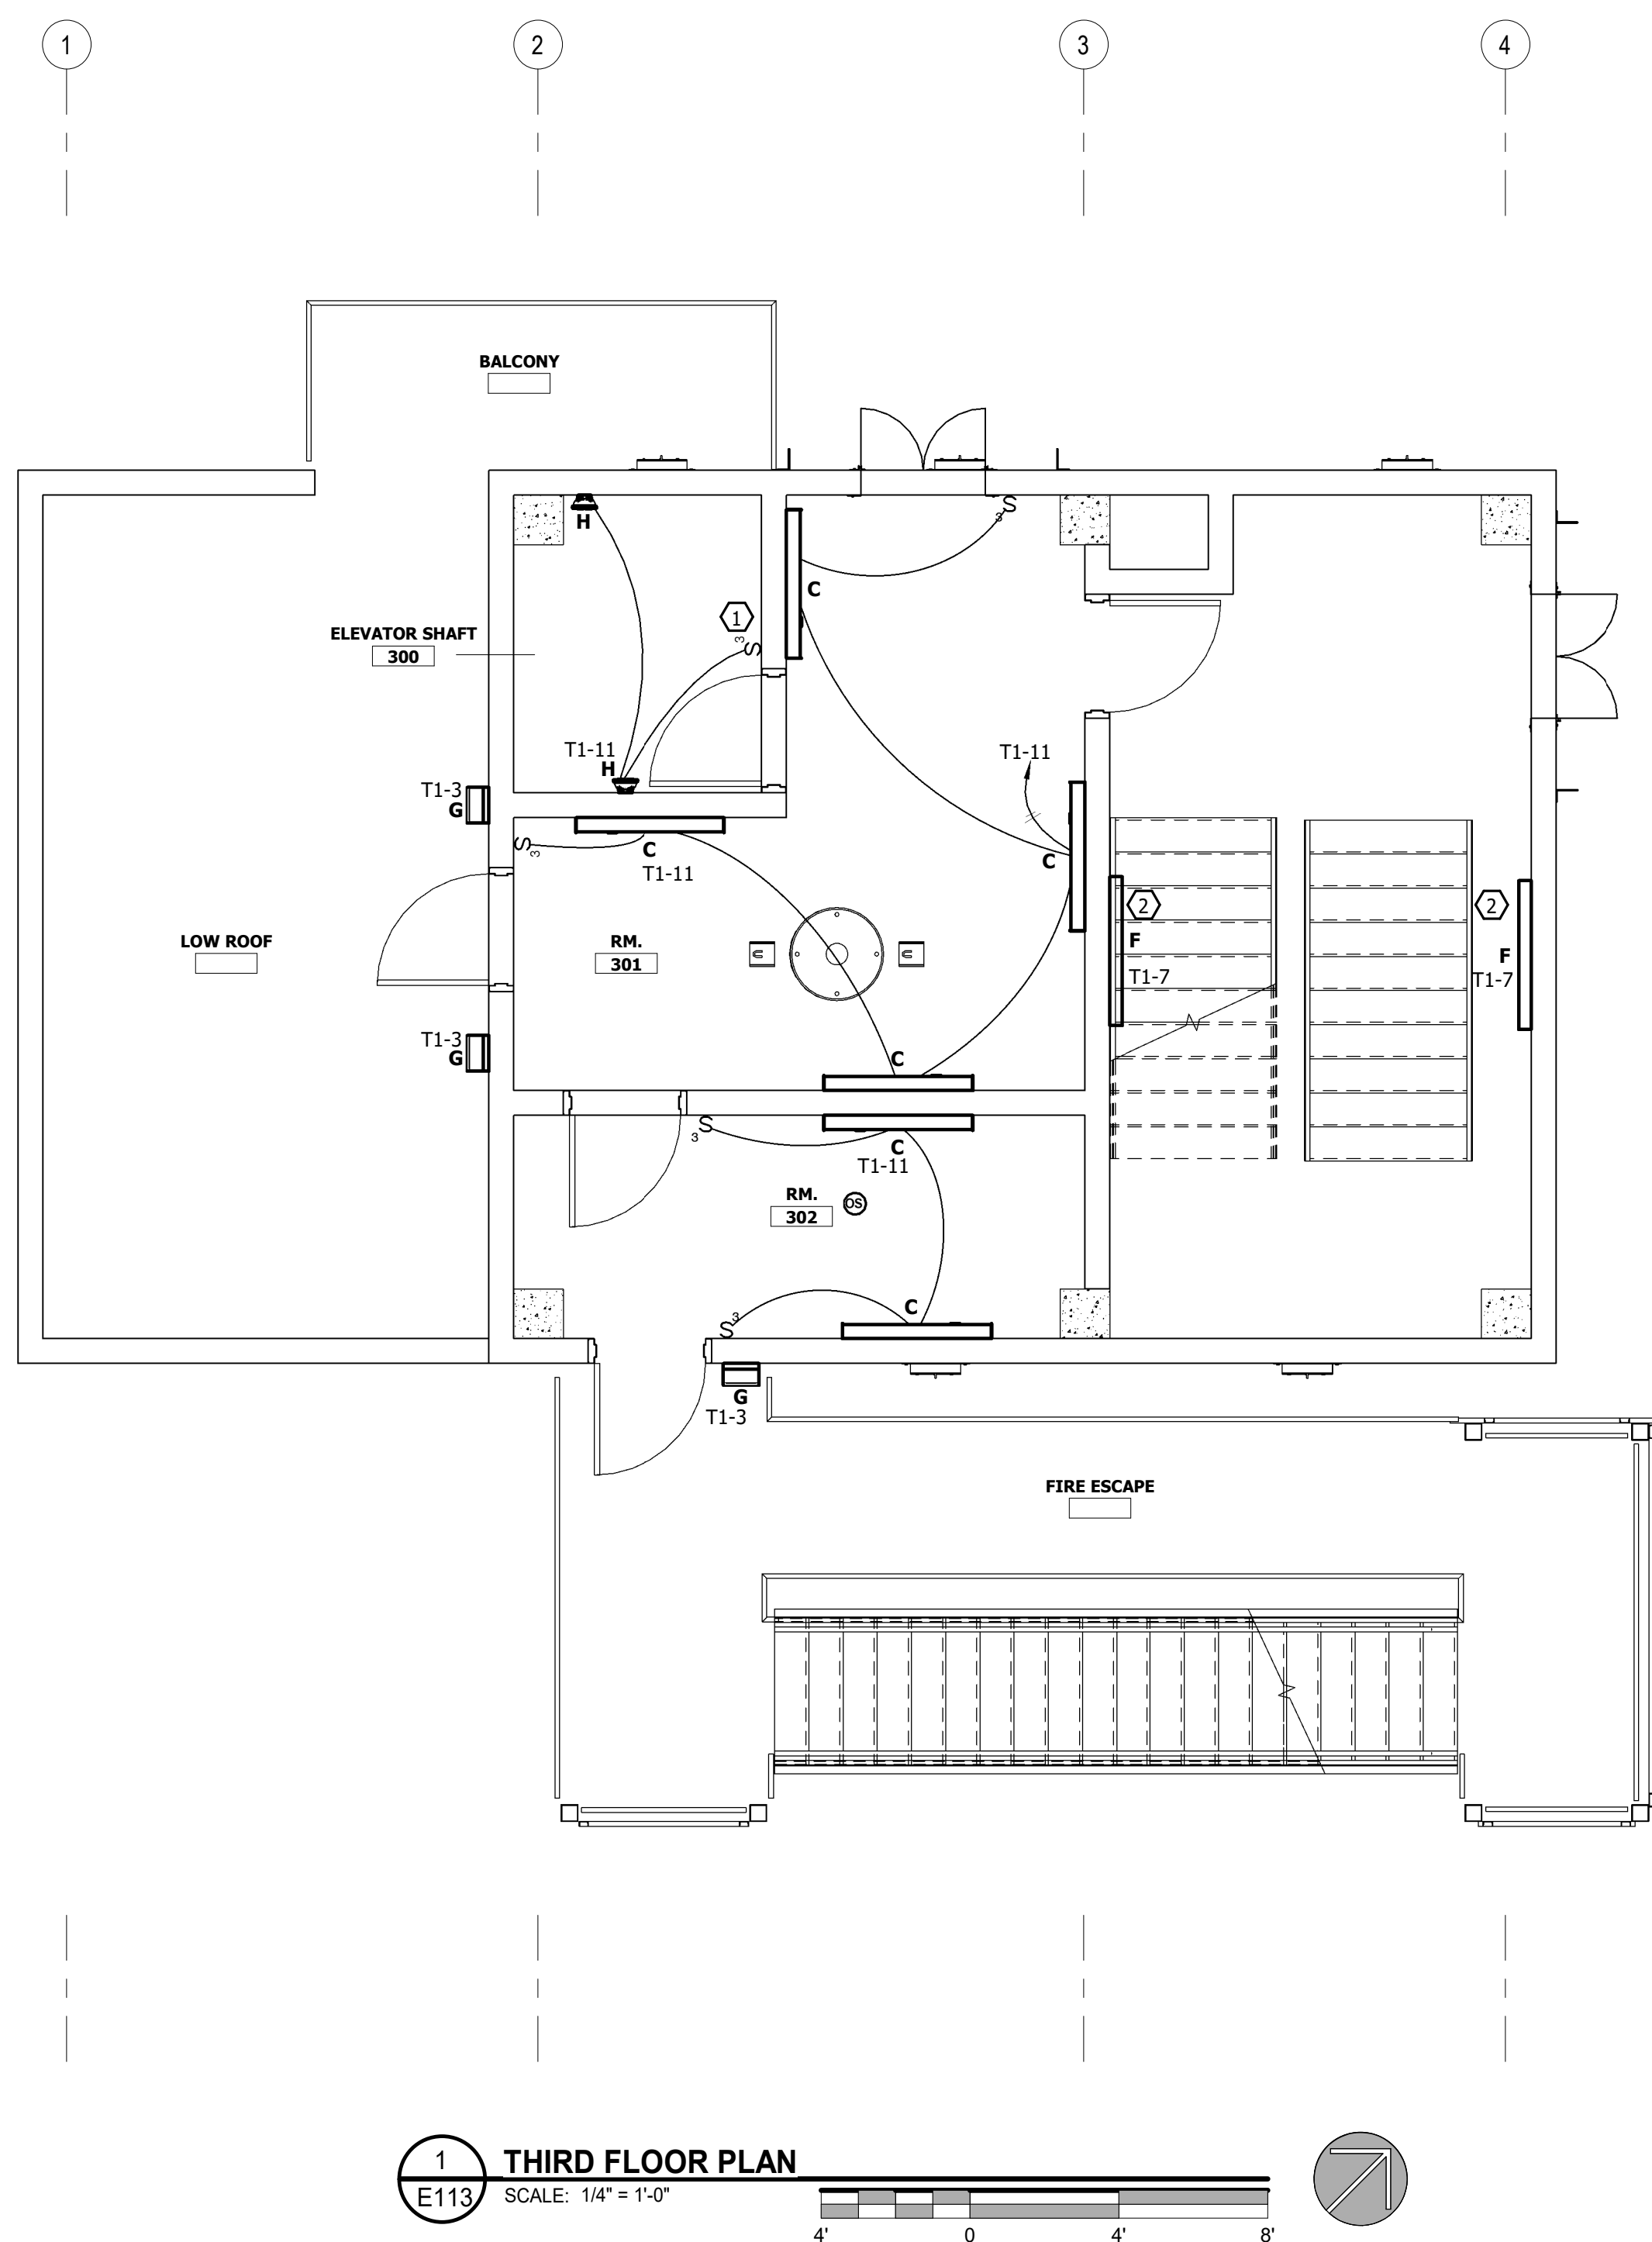 1
2
3
4
BALCONY
H
S
3
C
1
ELEVATOR SHAFT
300
3
S
T1-11
H
T1-11
T1-3
G
S
3
C
T1-11
C
2
2
F
T1-7
F
T1-7
LOW ROOF
RM.
301
T1-3
G
C
S
3
C
T1-11
RM.
302
OS
C
S
3
G
T1-3
FIRE ESCAPE
1
E113
THIRD FLOOR PLAN
SCALE: 1/4" = 1'-0"
4'
0
4'
8'